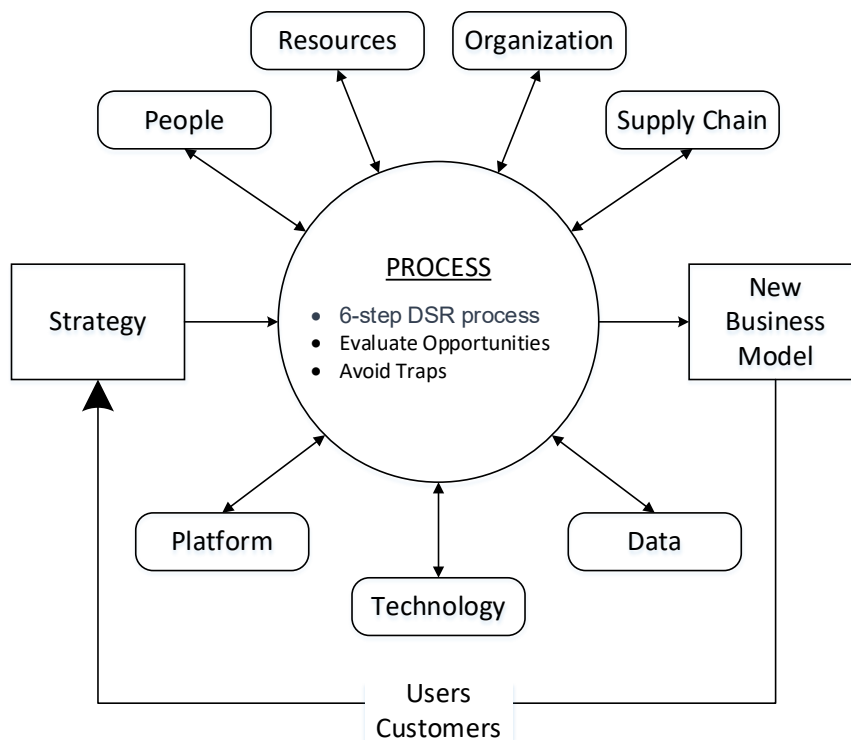 Resources
Organization
People
Supply Chain
PROCESS
• 6-step DSR process
• Evaluate Opportunities
• Avoid Traps
Strategy
New
Business
Model
Platform
Data
Technology
Users
Customers